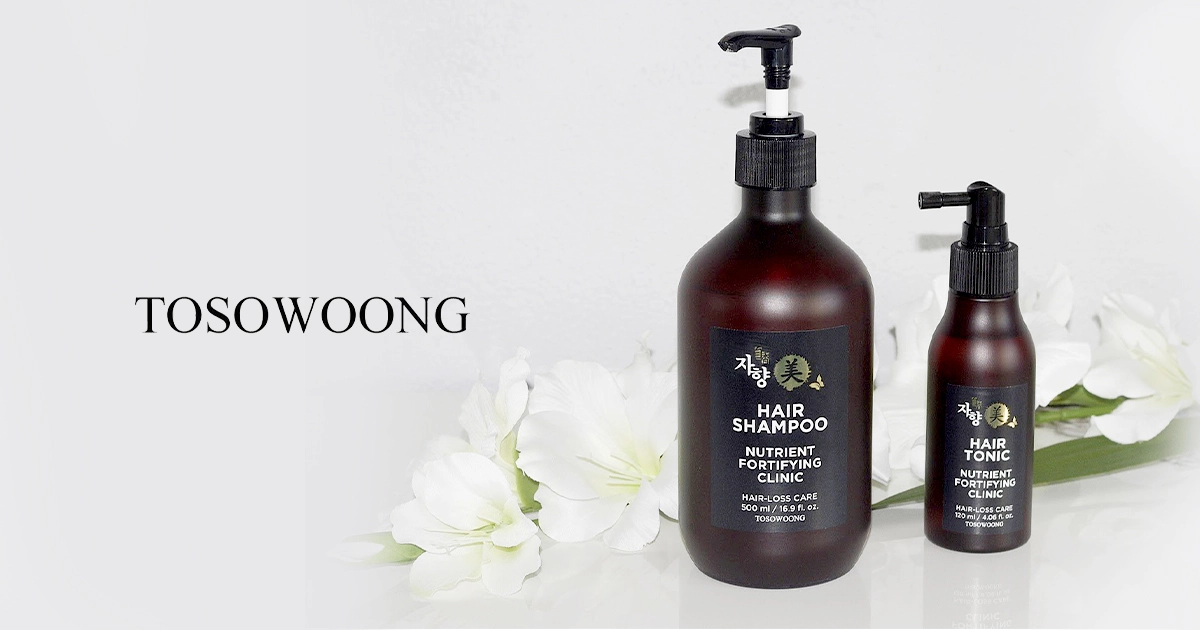 TOSOWOONG
자향
美
HAIR
SHAMPOO
NUTRIENT
FORTIFYING
CLINIC
HAIR-LOSS CARE
500 ml / 16.9 fl. oz.
TOSOWOONG
자향
美
HAIR
TONIC
NUTRIENT
FORTIFYING
CLINIC
HAIR-LOSS CARE
120 ml / 4.06 fl. oz.
TOSOWOONG